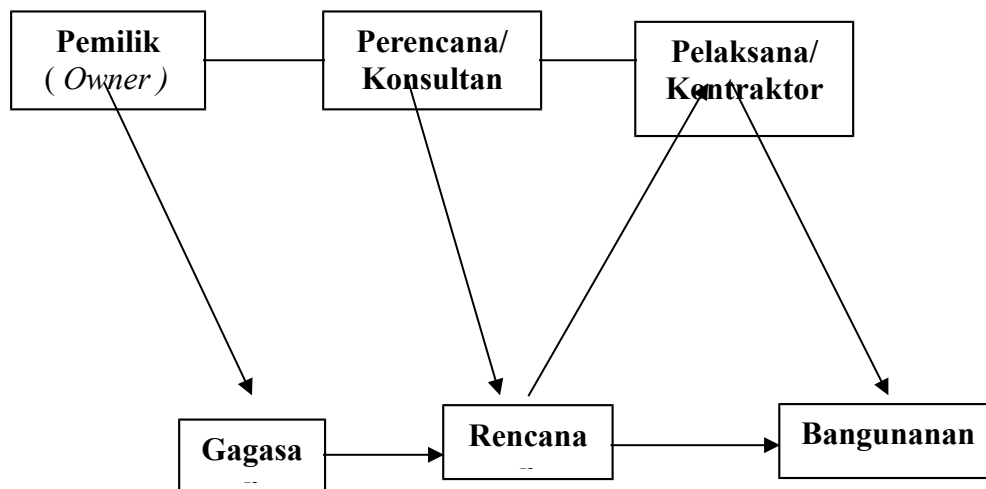 Pemilik
( Owner )
Perencana/
Konsultan
Pelaksana/
Kontraktor
Gagasa
Rencana
Bangunanan